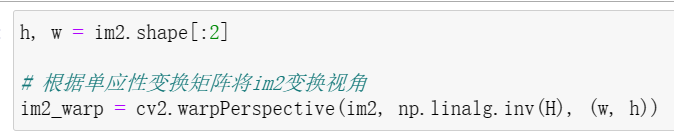 h, w = im2.shape[:2]
# 根据单应性变换矩阵将im2变换视角
im2_warp = cv2.warpPerspective(im2, np.linalg.inv(H), (w, h))